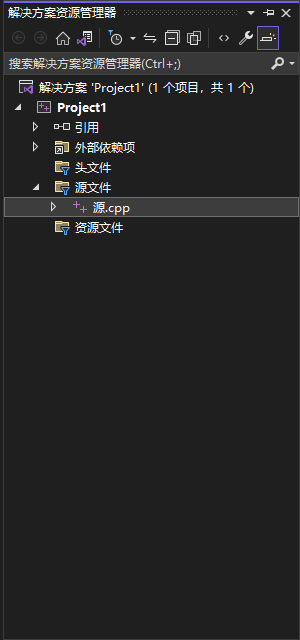 解决方案资源管理器
搜索解决方案资源管理器(Ctrl+;)
解决方案 'Project1' (1 个项目，共 1 个)
Project1
引用
外部依赖项
头文件
源文件
源.cpp
资源文件